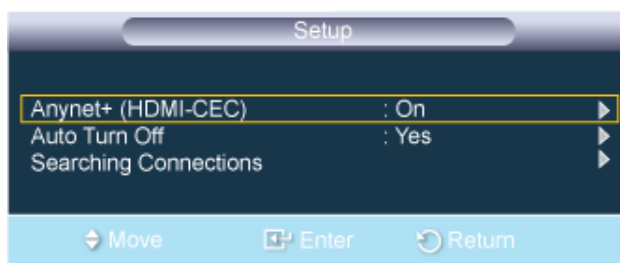 Setup
Anynet+ (HDMI-CEC) : On
Auto Turn Off : Yes
Searching Connections
Move Enter Return